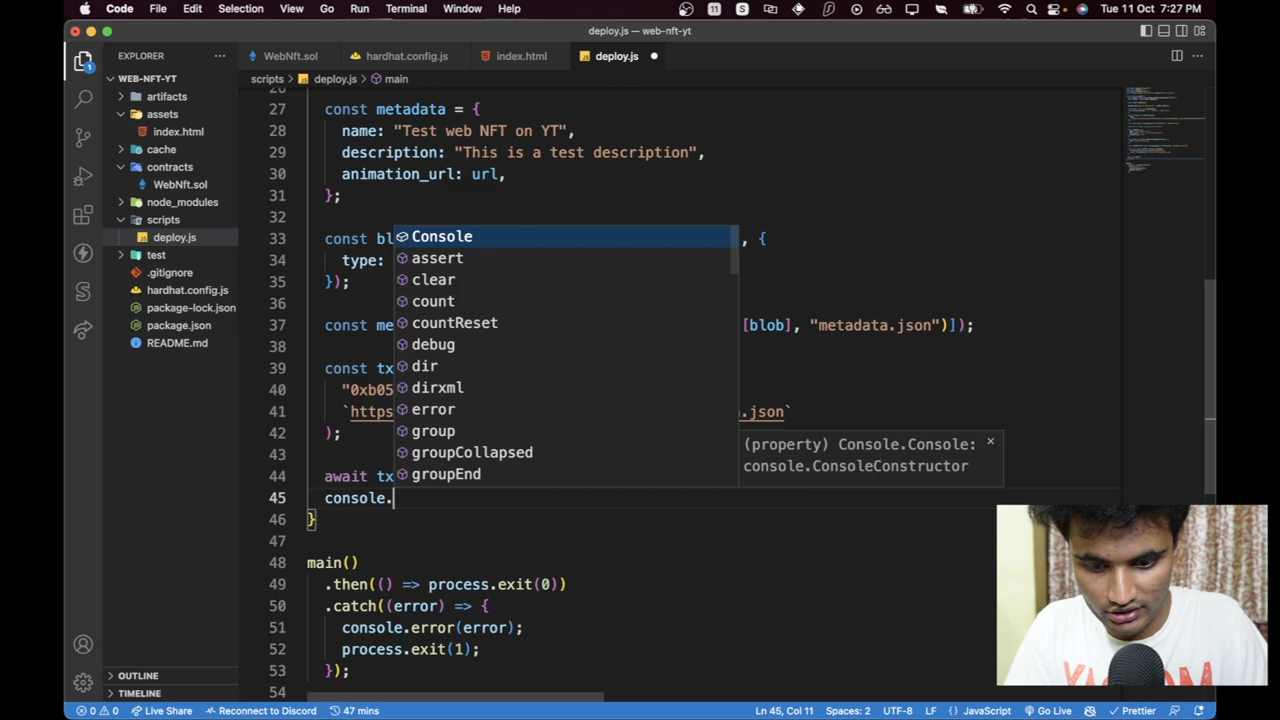 Code File Edit Selection View Go Run Terminal Window Help 11 Tue 11 Oct 7:27 PM
deploy.js — web-nft-yt
EXPLORER
WebNft.sol hardhat.config.js index.html deploy.js
scripts > deploy.js > main
WEB-NFT-YT
artifacts
assets
index.html
cache
contracts
WebNft.sol
node_modules
scripts
deploy.js
test
.gitignore
hardhat.config.js
package-lock.json
package.json
README.md
OUTLINE
TIMELINE
26
27 const metadata = {
28 name: "Test web NFT on YT",
29 description: "This is a test description",
30 animation_url: url,
31 };
32
33 const bl , {
34 type:
35 });
36
37 const me [blob], "metadata.json")]);
38
39 const tx
40 "0xb05
41 `https .json`
42 );
43
44 await tx
45 console.
46 }
47
48 main()
49 .then(() => process.exit(0))
50 .catch((error) => {
51 console.error(error);
52 process.exit(1);
53 });
54
Console
assert
clear
count
countReset
debug
dir
dirxml
error
group
groupCollapsed
groupEnd
(property) Console.Console:
console.ConsoleConstructor
1
0 0 Live Share Reconnect to Discord 47 mins Ln 45, Col 11 Spaces: 2 UTF-8 LF {} JavaScript Go Live Prettier